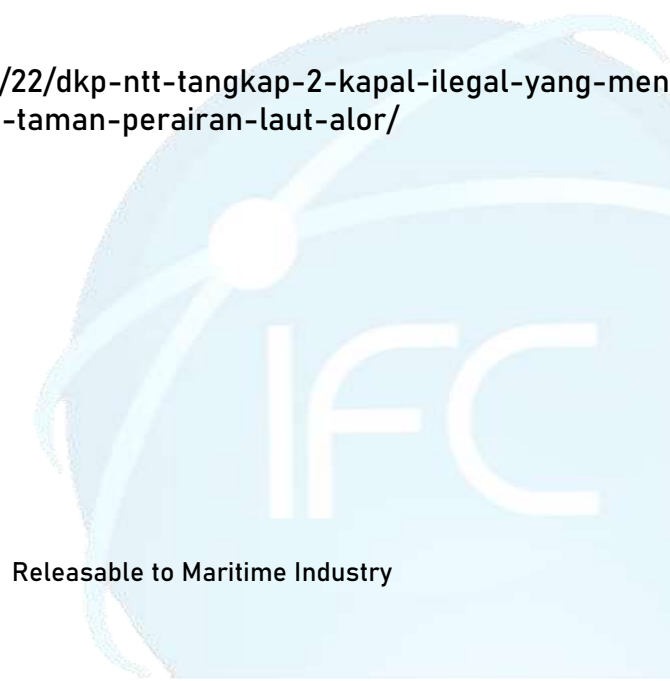 /22/dkp-ntt-tangkap-2-kapal-ilegal-yang-men
-taman-perairan-laut-alor/
IFC
Releasable to Maritime Industry